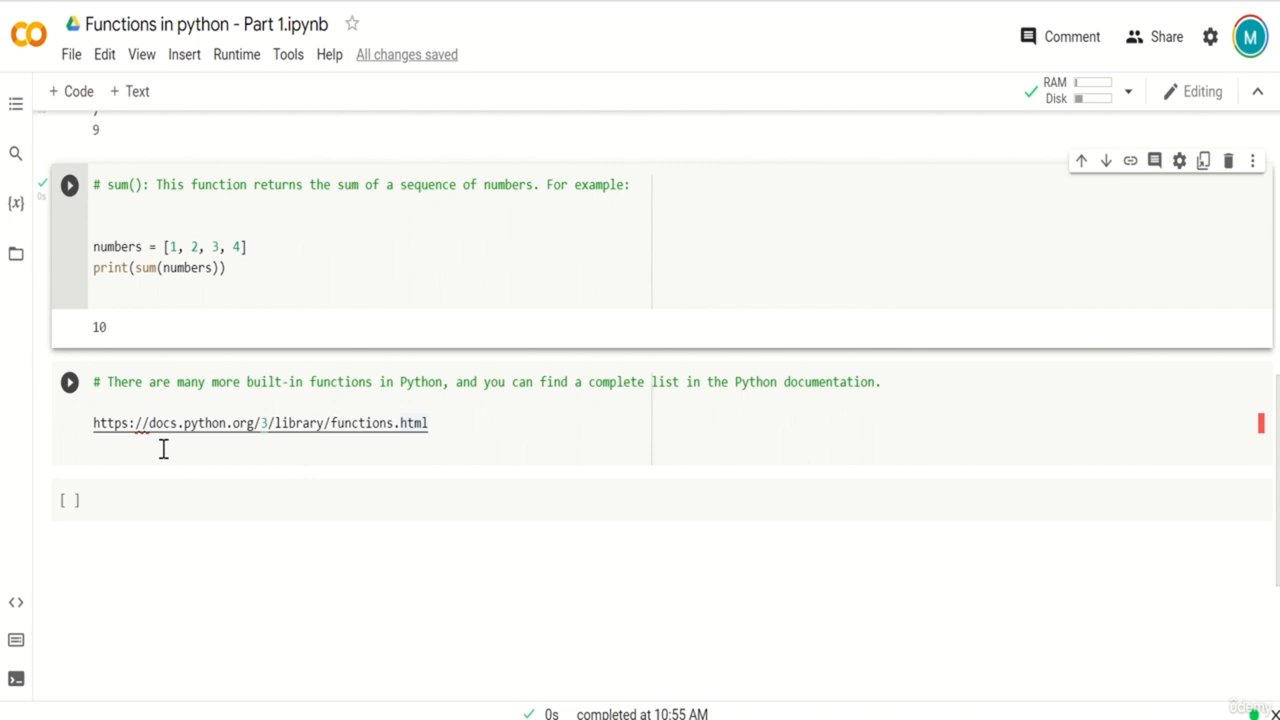 Functions in python - Part 1.ipynb
File Edit View Insert Runtime Tools Help All changes saved
Comment Share M
+ Code + Text
RAM
Disk
Editing
9
# sum(): This function returns the sum of a sequence of numbers. For example:
0s
{x}
numbers = [1, 2, 3, 4]
print(sum(numbers))
10
# There are many more built-in functions in Python, and you can find a complete list in the Python documentation.
https://docs.python.org/3/library/functions.html
[ ]
0s completed at 10:55 AM
udemy